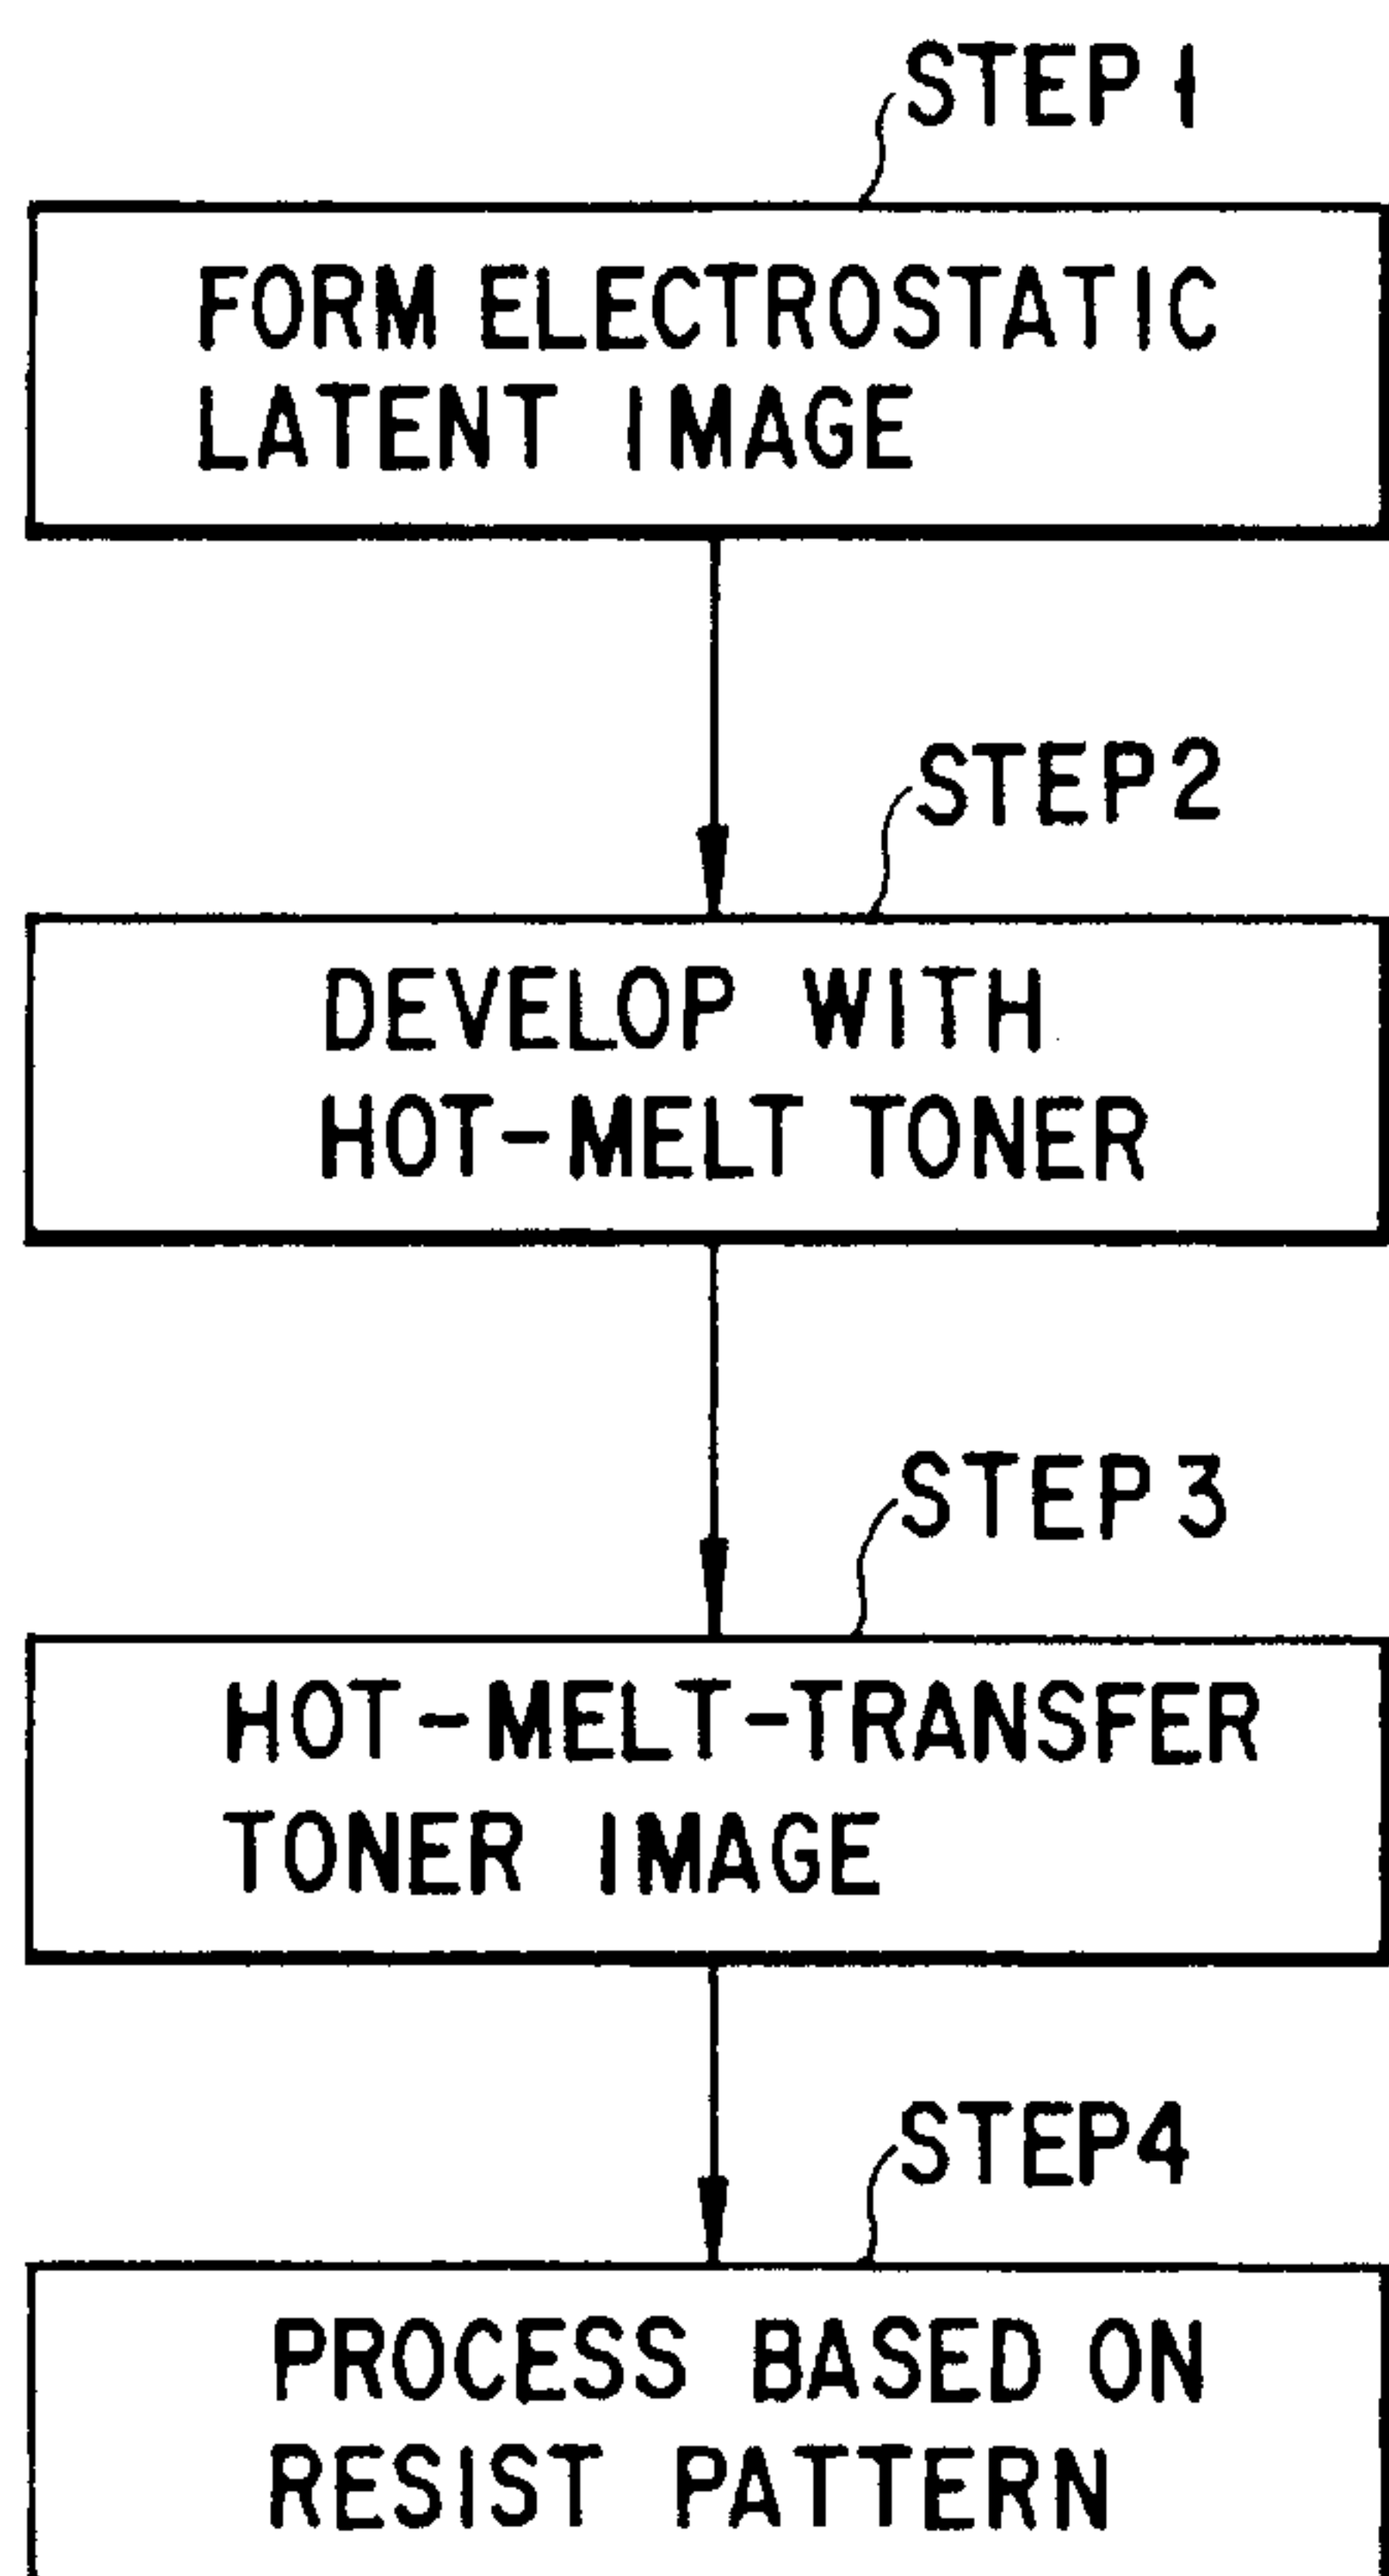 STEP 1
FORM ELECTROSTATIC
LATENT IMAGE
STEP2
DEVELOP WITH
HOT-MELT TONER
STEP 3
HOT-MELT-TRANSFER
TONER IMAGE
STEP4
PROCESS BASED ON
RESIST PATTERN